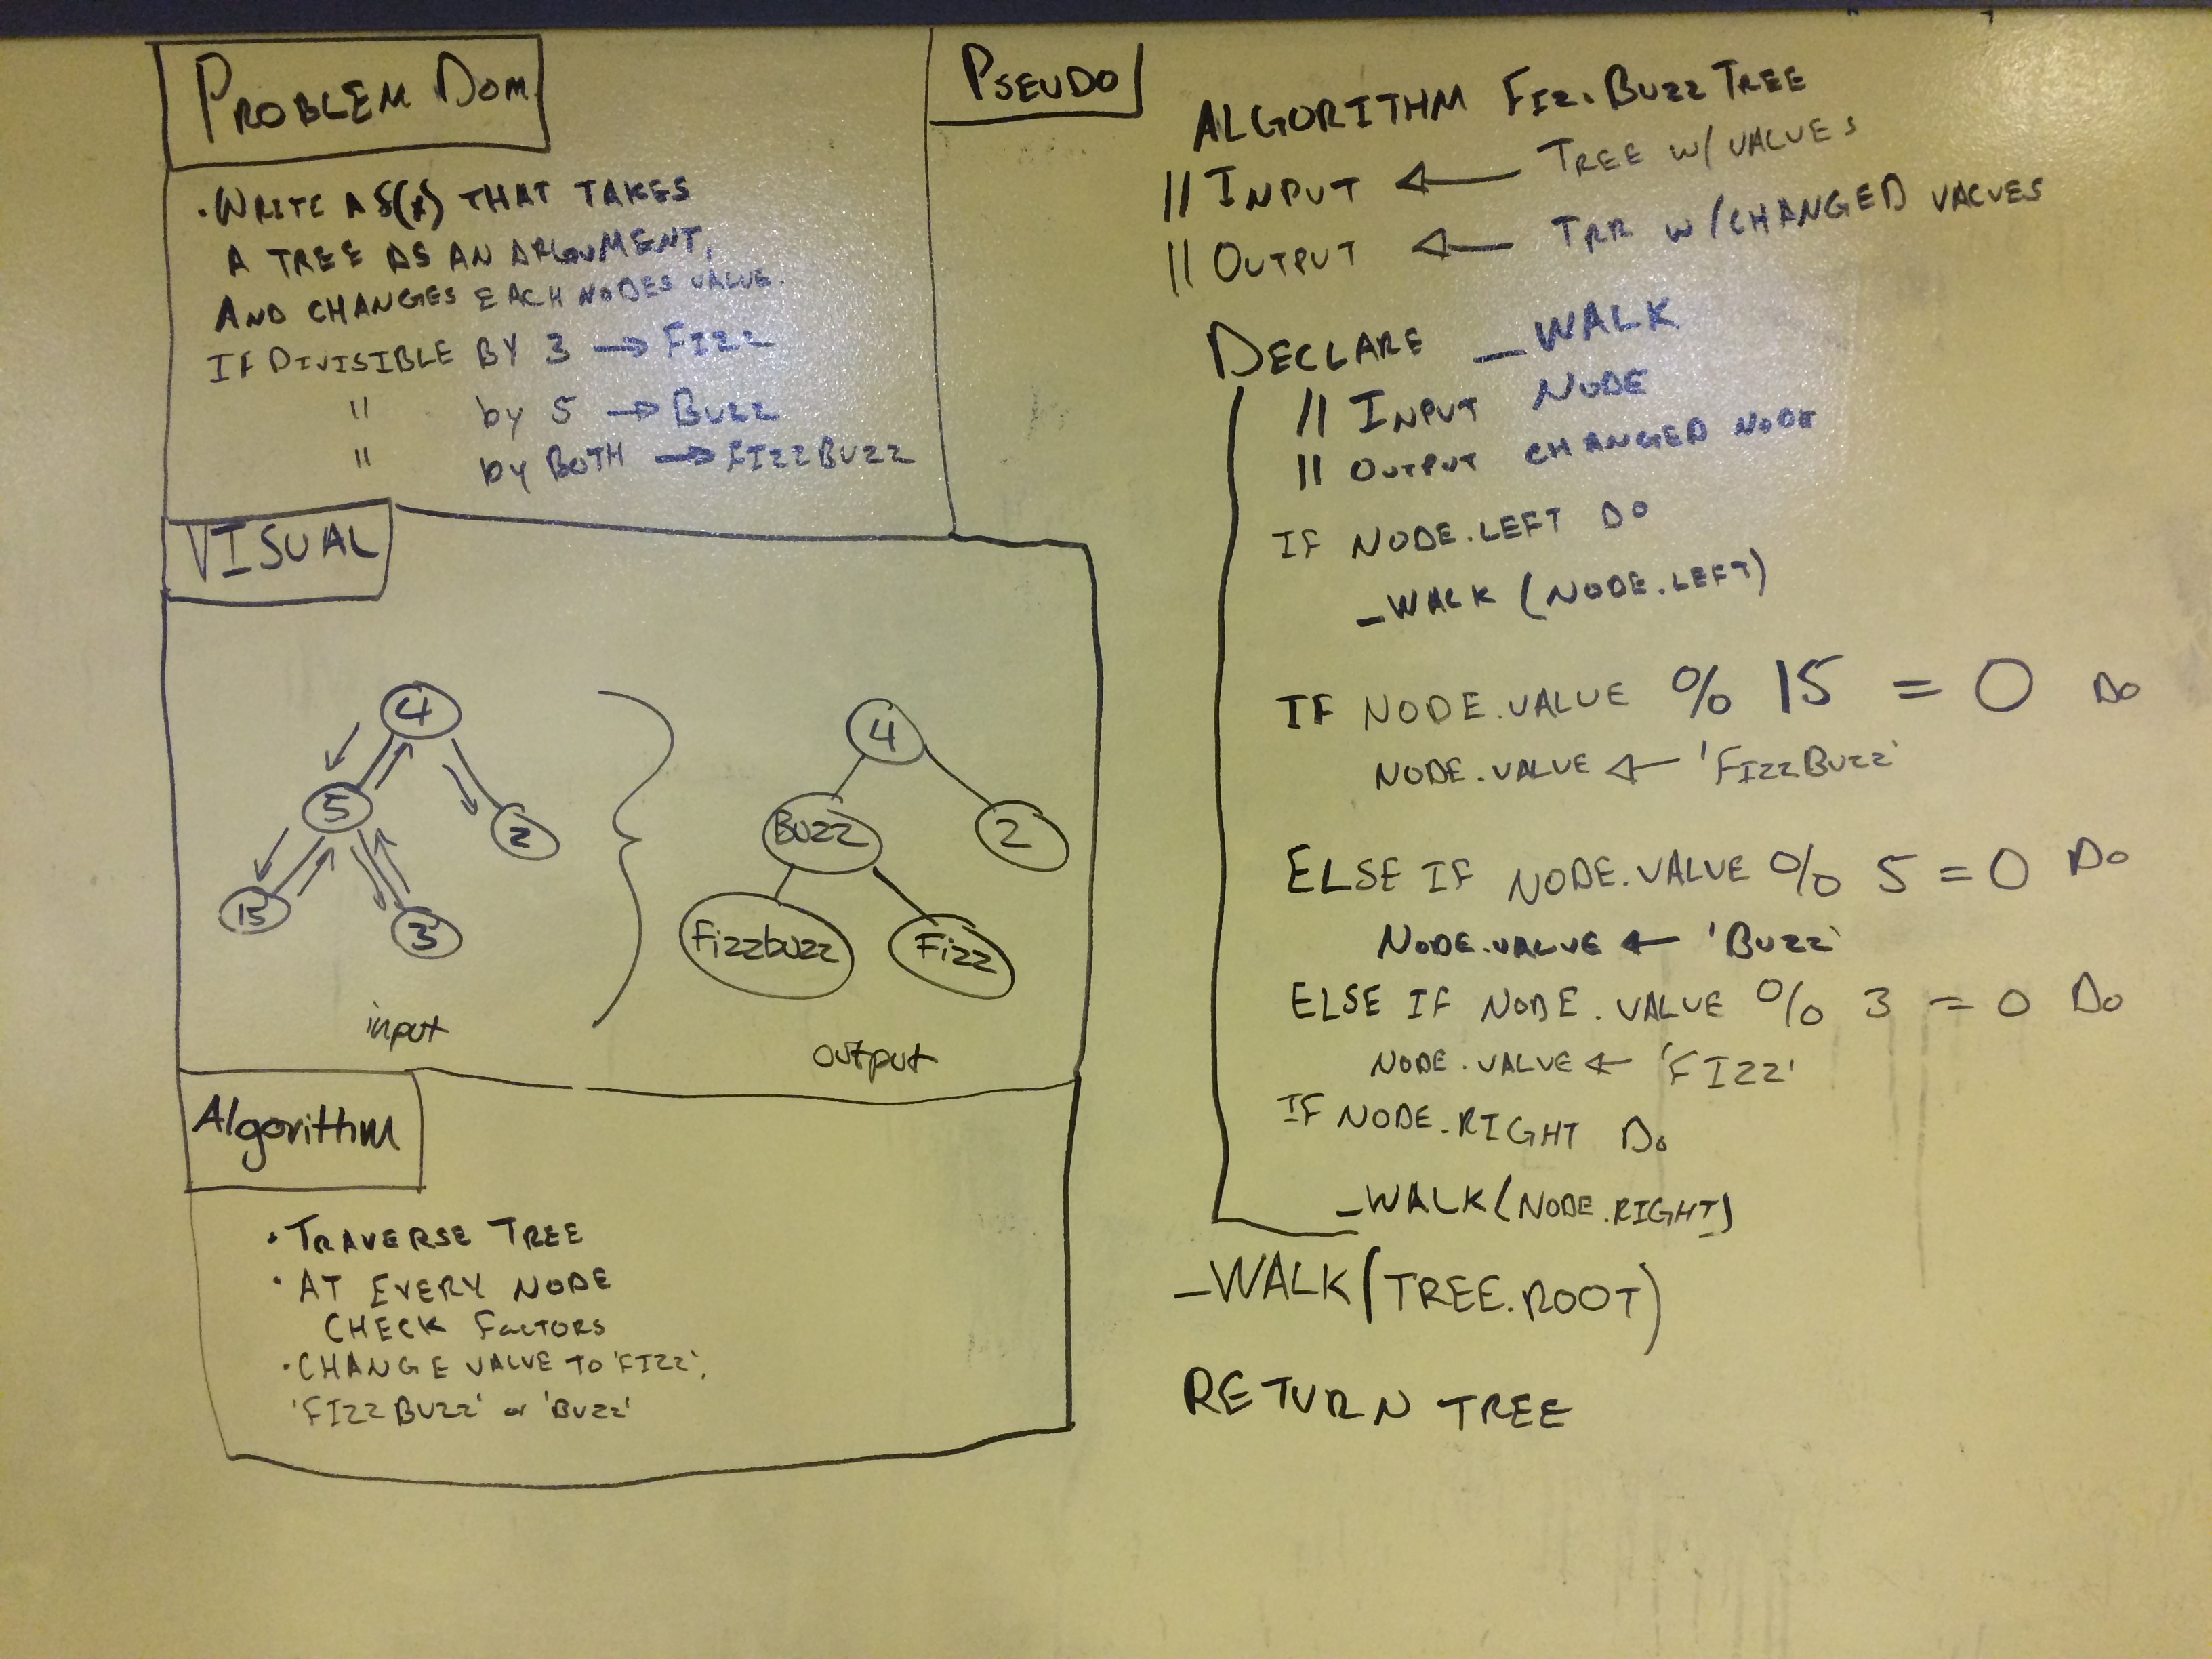 PROBLEM DOM.
·WRITE A f(x) THAT TAKES
A TREE AS AN ARGUMENT,
AND CHANGES EACH NODES VALUE.
IF DIVISIBLE BY 3 → FIZZ
" by 5 → BUZZ
" by BOTH → FIZZBUZZ
VISUAL
4
5
2
15
3
input
4
Buzz
2
Fizzbuzz
Fizz
output
Algorithm
· TRAVERSE TREE
· AT EVERY NODE
CHECK FACTORS
· CHANGE VALUE TO 'FIZZ',
'FIZZBUZZ' or 'BUZZ'
PSEUDO
ALGORITHM FIZZBUZZ TREE
// INPUT ← TREE W/ VALUES
// OUTPUT ← TRR W/ CHANGED VALUES
DECLARE _WALK
// INPUT NODE
// OUTPUT CHANGED NODE
IF NODE.LEFT DO
_WALK (NODE.LEFT)
IF NODE.VALUE % 15 = 0 DO
NODE.VALUE ← 'FIZZBUZZ'
ELSE IF NODE.VALUE % 5 = 0 DO
NODE.VALUE ← 'BUZZ'
ELSE IF NODE.VALUE % 3 = 0 DO
NODE.VALUE ← 'FIZZ'
IF NODE.RIGHT DO
_WALK(NODE.RIGHT)
_WALK(TREE.ROOT)
RETURN TREE